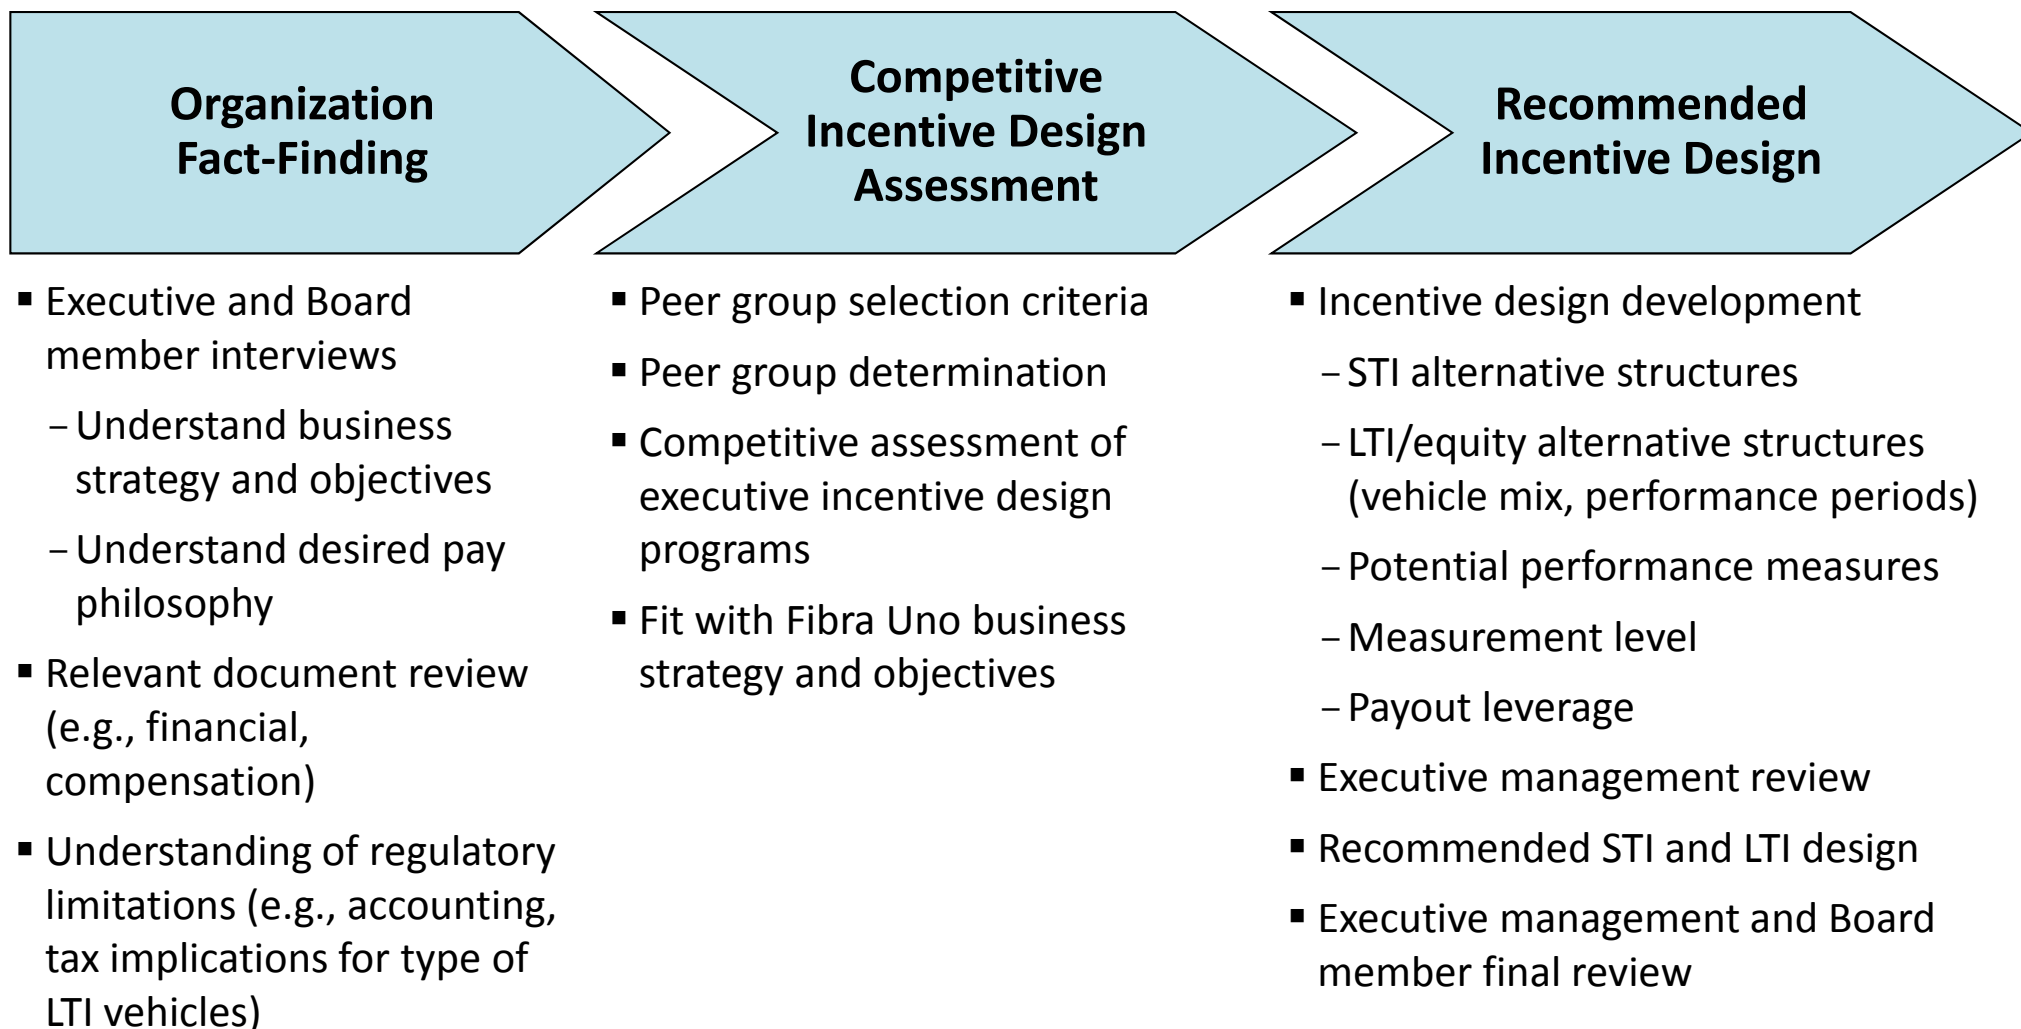 Organization
Fact-Finding
Competitive
Incentive Design
Assessment
Recommended
Incentive Design
▪ Executive and Board
member interviews
– Understand business
strategy and objectives
– Understand desired pay
philosophy
▪ Relevant document review
(e.g., financial,
compensation)
▪ Understanding of regulatory
limitations (e.g., accounting,
tax implications for type of
LTI vehicles)
▪ Peer group selection criteria
▪ Peer group determination
▪ Competitive assessment of
executive incentive design
programs
▪ Fit with Fibra Uno business
strategy and objectives
▪ Incentive design development
– STI alternative structures
– LTI/equity alternative structures
(vehicle mix, performance periods)
– Potential performance measures
– Measurement level
– Payout leverage
▪ Executive management review
▪ Recommended STI and LTI design
▪ Executive management and Board
member final review